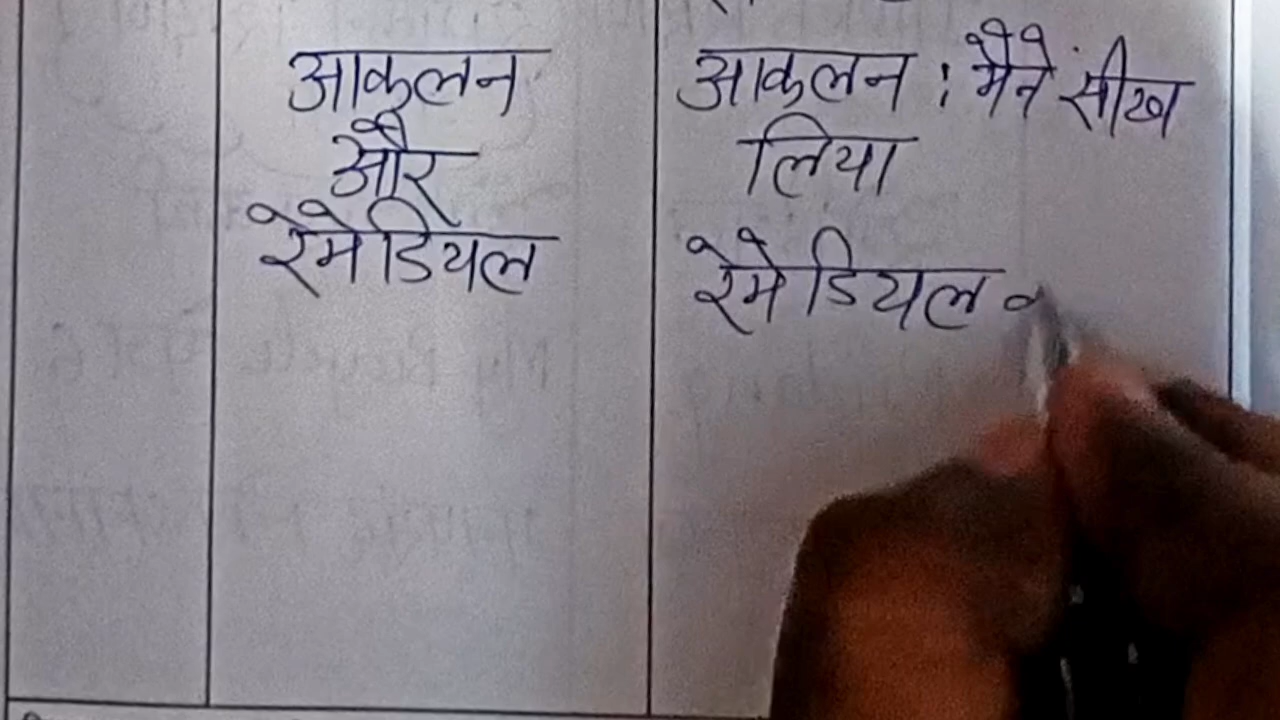 आकलन
और
रेमेडियल
आकलन : मैने सीख
लिया
रेमेडियल